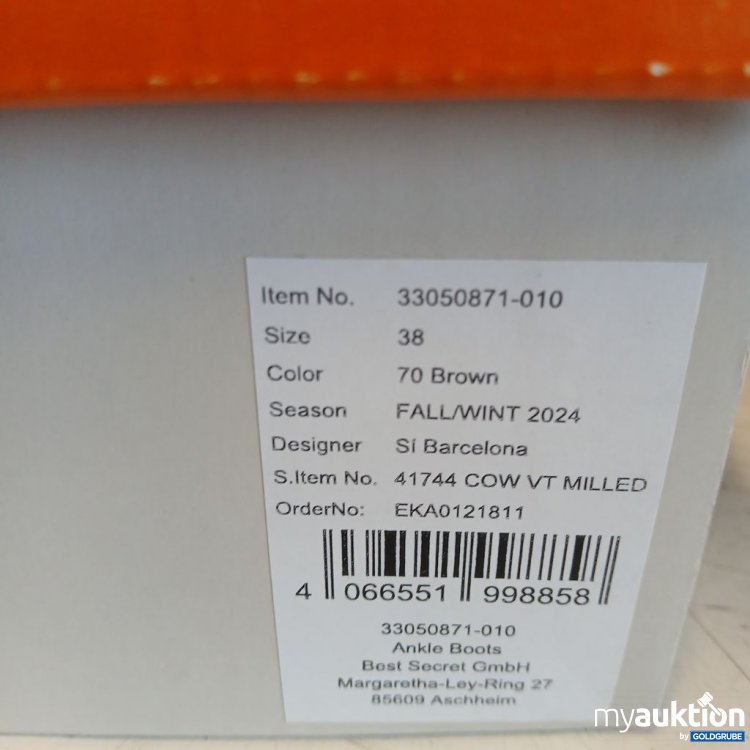 Item No. 33050871-010
Size 38
Color 70 Brown
Season FALL/WINT 2024
Designer Sí Barcelona
S.Item No. 41744 COW VT MILLED
OrderNo: EKA0121811
4 066551 998858
33050871-010
Ankle Boots
Best Secret GmbH
Margaretha-Ley-Ring 27
85609 Aschheim
myauktion
by GOLDGRUBE